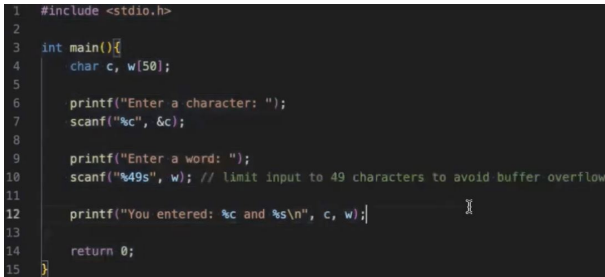 1 #include <stdio.h>
2
3 int main(){
4 char c, w[50];
5
6 printf("Enter a character: ");
7 scanf("%c", &c);
8
9 printf("Enter a word: ");
10 scanf("%49s", w); // limit input to 49 characters to avoid buffer overflow
11
12 printf("You entered: %c and %s\n", c, w);
13
14 return 0;
15 }